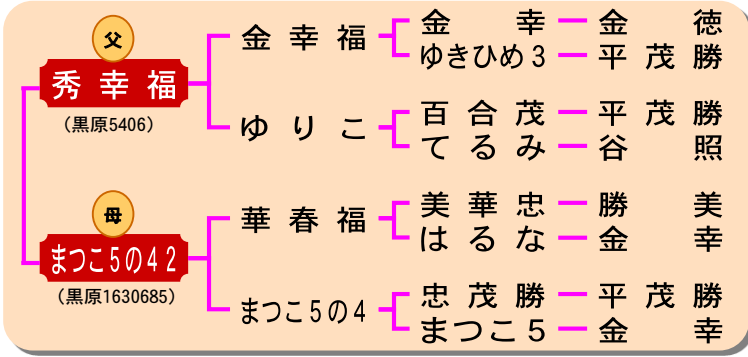 父
秀幸福
(黒原5406)
金幸福
金幸
金徳
ゆきひめ3
平茂勝
ゆりこ
百合茂
平茂勝
てるみ
谷照
母
まつこ5の42
(黒原1630685)
華春福
美華忠
勝美
はるな
金幸
まつこ5の4
忠茂勝
平茂勝
まつこ5
金幸